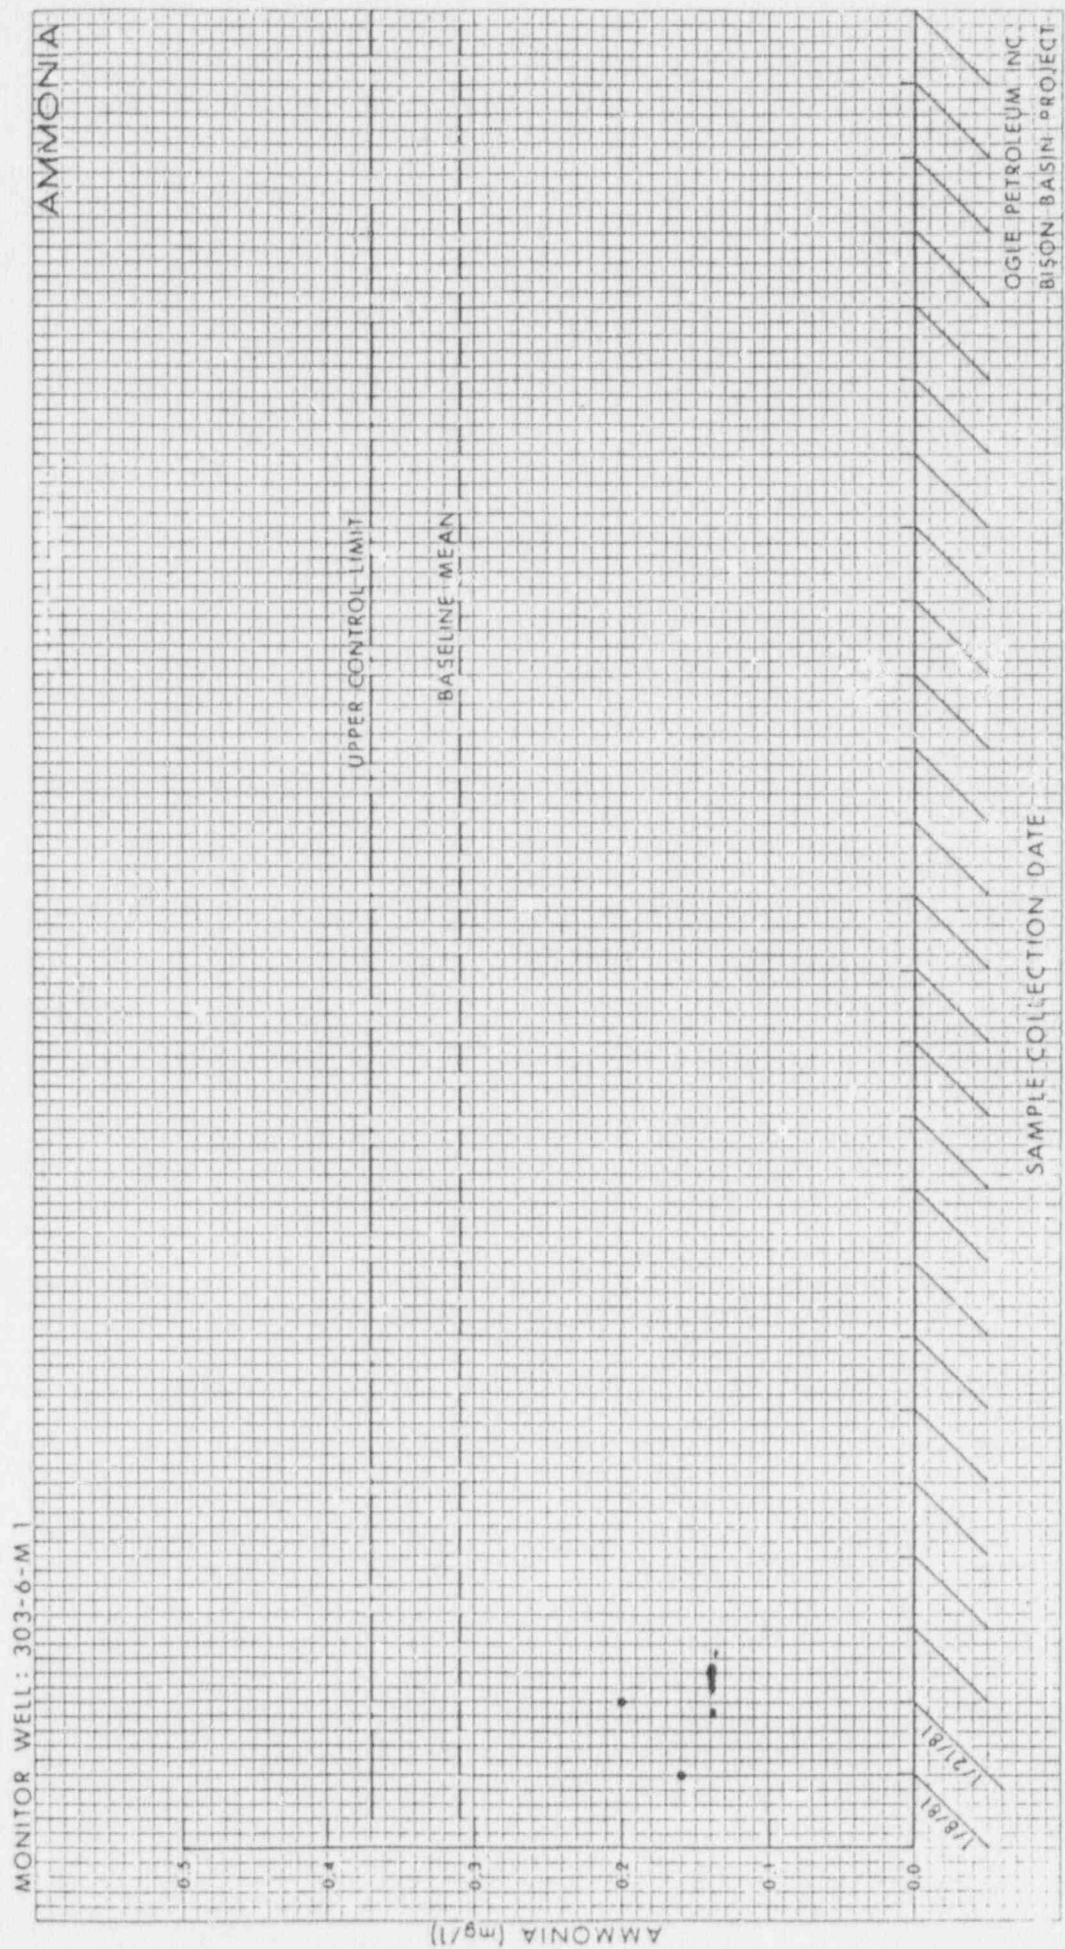 MONITOR WELL: 303-6-M 1
AMMONIA
AMMONIA (mg/l)
0.5
0.4
UPPER CONTROL LIMIT
BASELINE MEAN
0.3
0.2
0.1
0.0
1/8/81
1/21/81
SAMPLE COLLECTION DATE
OGLE PETROLEUM INC.
BISON BASIN PROJECT